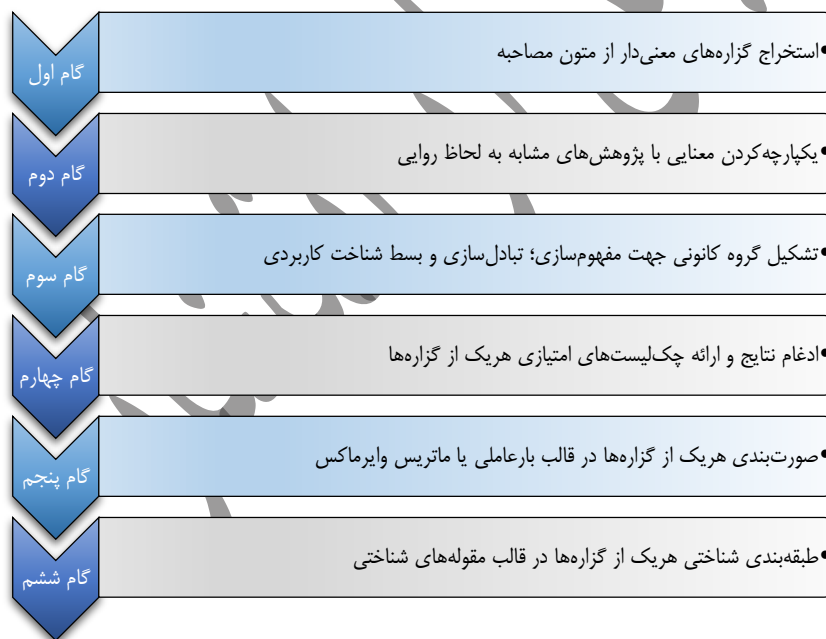 گام اول
•استخراج گزاره‌های معنی‌دار از متون مصاحبه
گام دوم
•یکپارچه‌کردن معنایی با پژوهش‌های مشابه به لحاظ روایی
گام سوم
•تشکیل گروه کانونی جهت مفهوم‌سازی؛ تبادل‌سازی و بسط شناخت کاربردی
گام چهارم
•ادغام نتایج و ارائه چک‌لیست‌های امتیازی هریک از گزاره‌ها
گام پنجم
•صورت‌بندی هریک از گزاره‌ها در قالب بارعاملی یا ماتریس وایرماکس
گام ششم
•طبقه‌بندی شناختی هریک از گزاره‌ها در قالب مقوله‌های شناختی